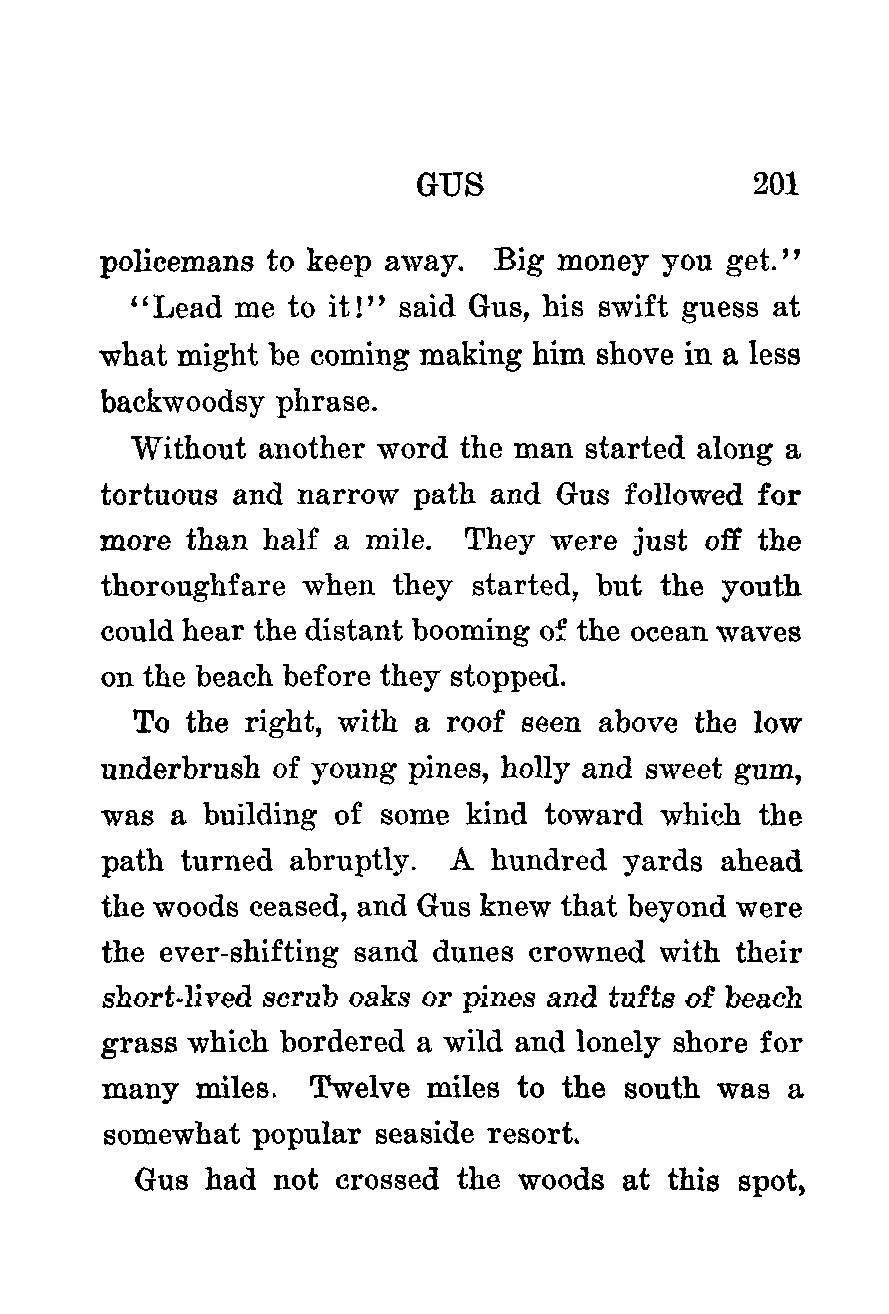 GUS 201
policemans to keep away. Big money you get."
"Lead me to it!" said Gus, his swift guess at
what might be coming making him shove in a less
backwoodsy phrase.
Without another word the man started along a
tortuous and narrow path and Gus followed for
more than half a mile. They were just off the
thoroughfare when they started, but the youth
could hear the distant booming of the ocean waves
on the beach before they stopped.
To the right, with a roof seen above the low
underbrush of young pines, holly and sweet gum,
was a building of some kind toward which the
path turned abruptly. A hundred yards ahead
the woods ceased, and Gus knew that beyond were
the ever-shifting sand dunes crowned with their
short-lived scrub oaks or pines and tufts of beach
grass which bordered a wild and lonely shore for
many miles. Twelve miles to the south was a
somewhat popular seaside resort.
Gus had not crossed the woods at this spot,